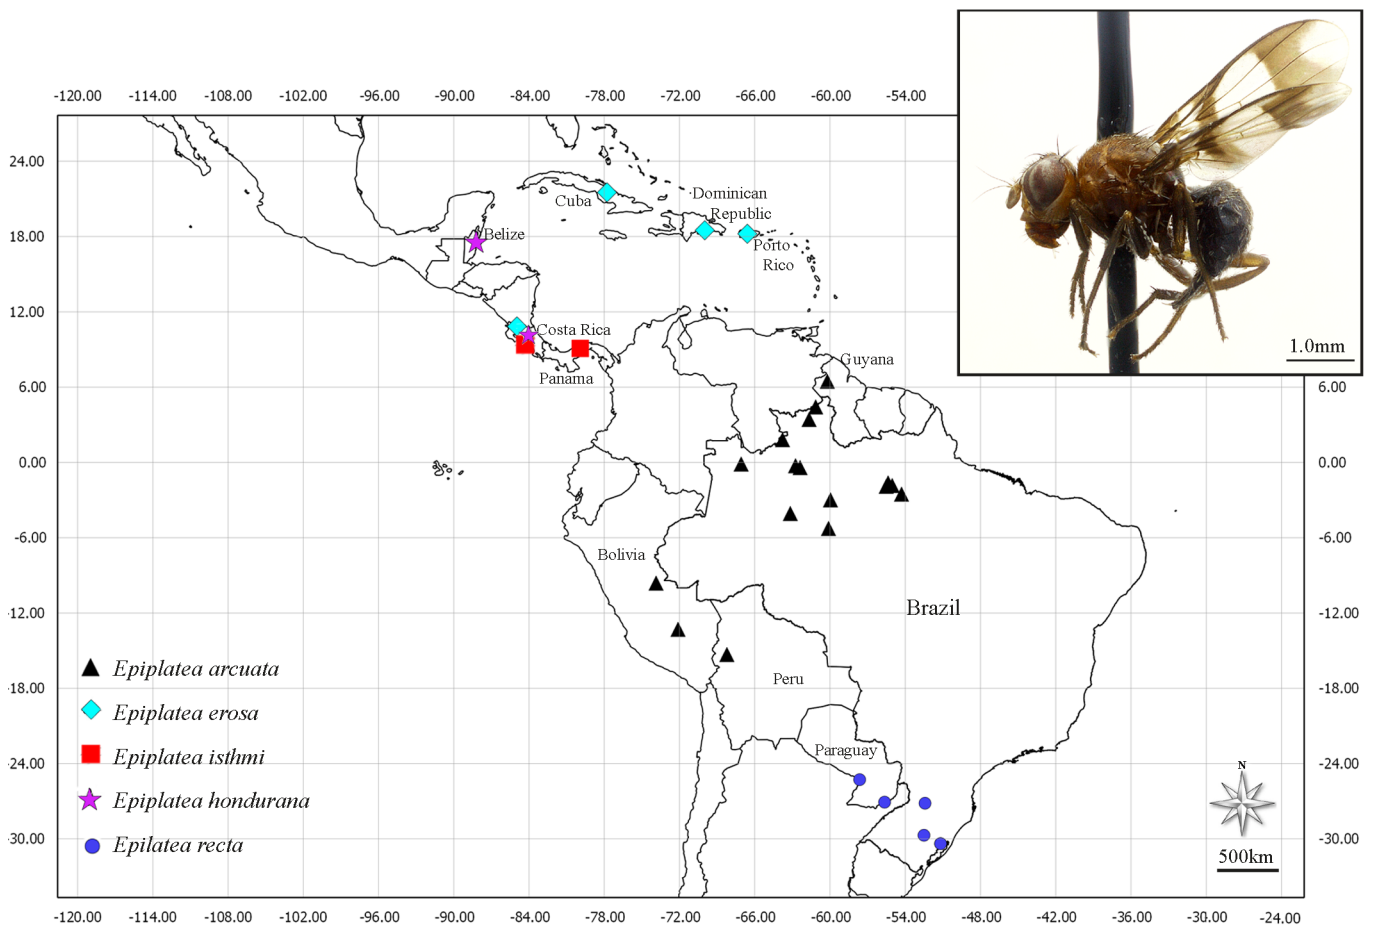 -120.00 -114.00 -108.00 -102.00 -96.00 -90.00 -84.00 -78.00 -72.00 -66.00 -60.00 -54.00
24.00
18.00
12.00
6.00
0.00
-6.00
-12.00
-18.00
-24.00
-30.00
Cuba
Dominican
Republic
Belize
Porto
Rico
Costa Rica
Panama
Guyana
Bolivia
Brazil
Peru
Paraguay
1.0mm
6.00
0.00
-6.00
-12.00
-18.00
-24.00
-30.00
Epiplatea arcuata
Epiplatea erosa
Epiplatea isthmi
Epiplatea hondurana
Epilatea recta
N
500km
-120.00 -114.00 -108.00 -102.00 -96.00 -90.00 -84.00 -78.00 -72.00 -66.00 -60.00 -54.00 -48.00 -42.00 -36.00 -30.00 -24.00